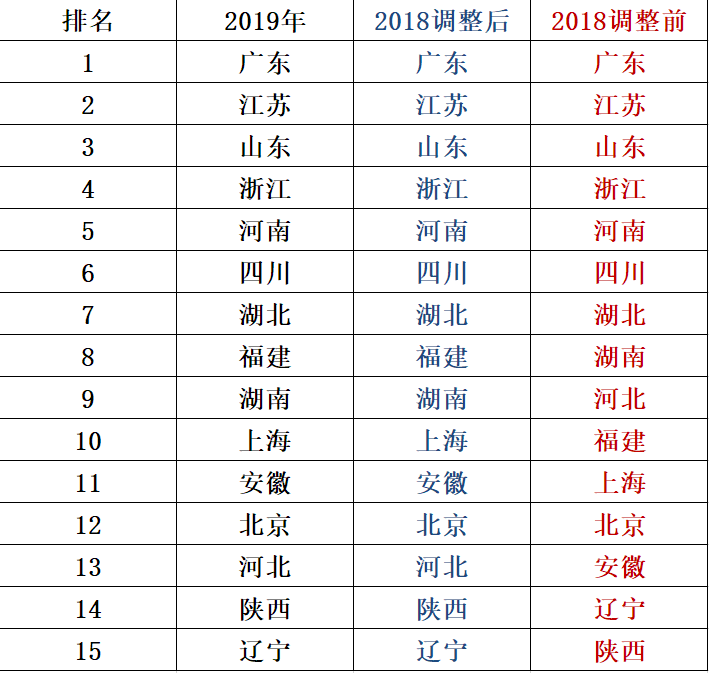 排名 2019年 2018调整后 2018调整前
1 广东 广东 广东
2 江苏 江苏 江苏
3 山东 山东 山东
4 浙江 浙江 浙江
5 河南 河南 河南
6 四川 四川 四川
7 湖北 湖北 湖北
8 福建 福建 湖南
9 湖南 湖南 河北
10 上海 上海 福建
11 安徽 安徽 上海
12 北京 北京 北京
13 河北 河北 安徽
14 陕西 陕西 辽宁
15 辽宁 辽宁 陕西